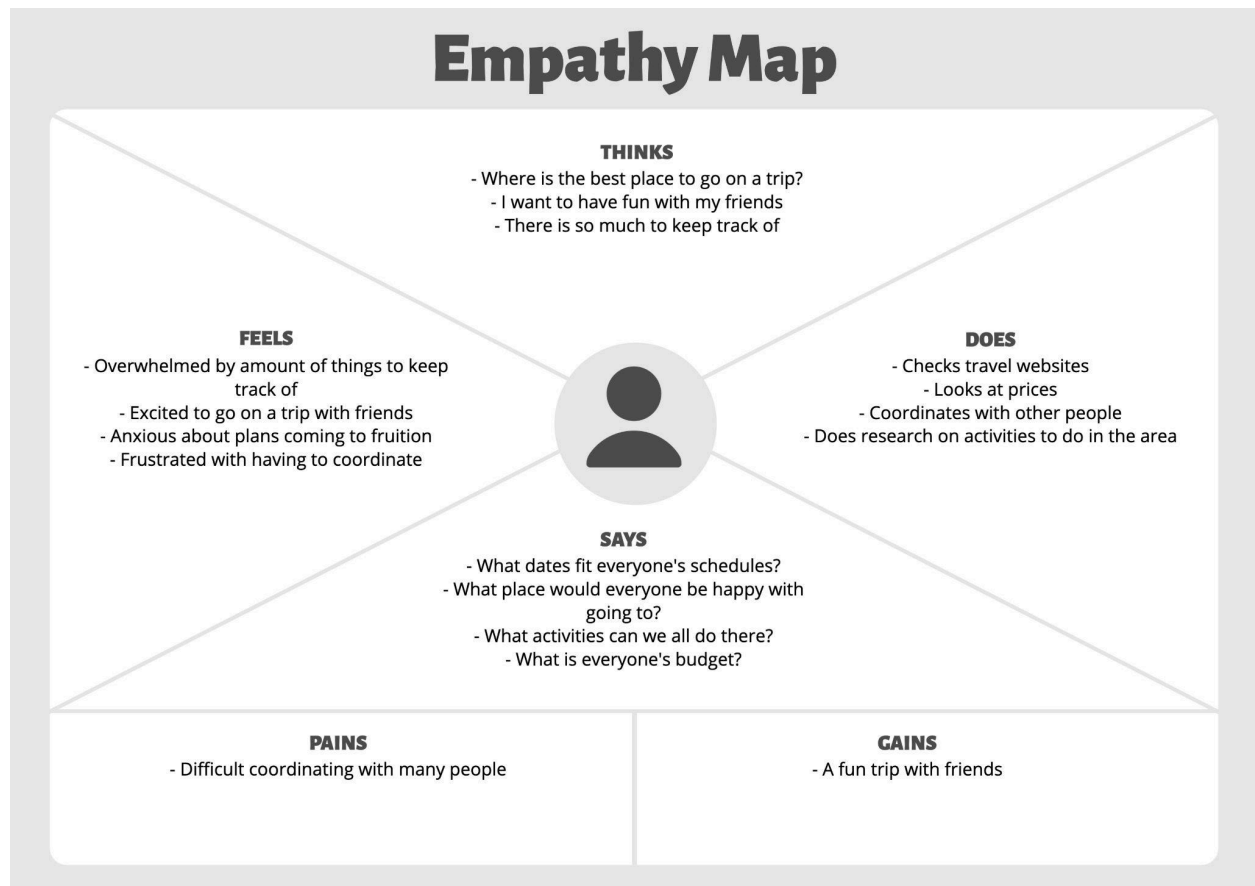 Empathy Map
THINKS
- Where is the best place to go on a trip?
- I want to have fun with my friends
- There is so much to keep track of
FEELS
- Overwhelmed by amount of things to keep
track of
- Excited to go on a trip with friends
- Anxious about plans coming to fruition
- Frustrated with having to coordinate
DOES
- Checks travel websites
- Looks at prices
- Coordinates with other people
- Does research on activities to do in the area
SAYS
- What dates fit everyone's schedules?
- What place would everyone be happy with
going to?
- What activities can we all do there?
- What is everyone's budget?
PAINS
- Difficult coordinating with many people
GAINS
- A fun trip with friends